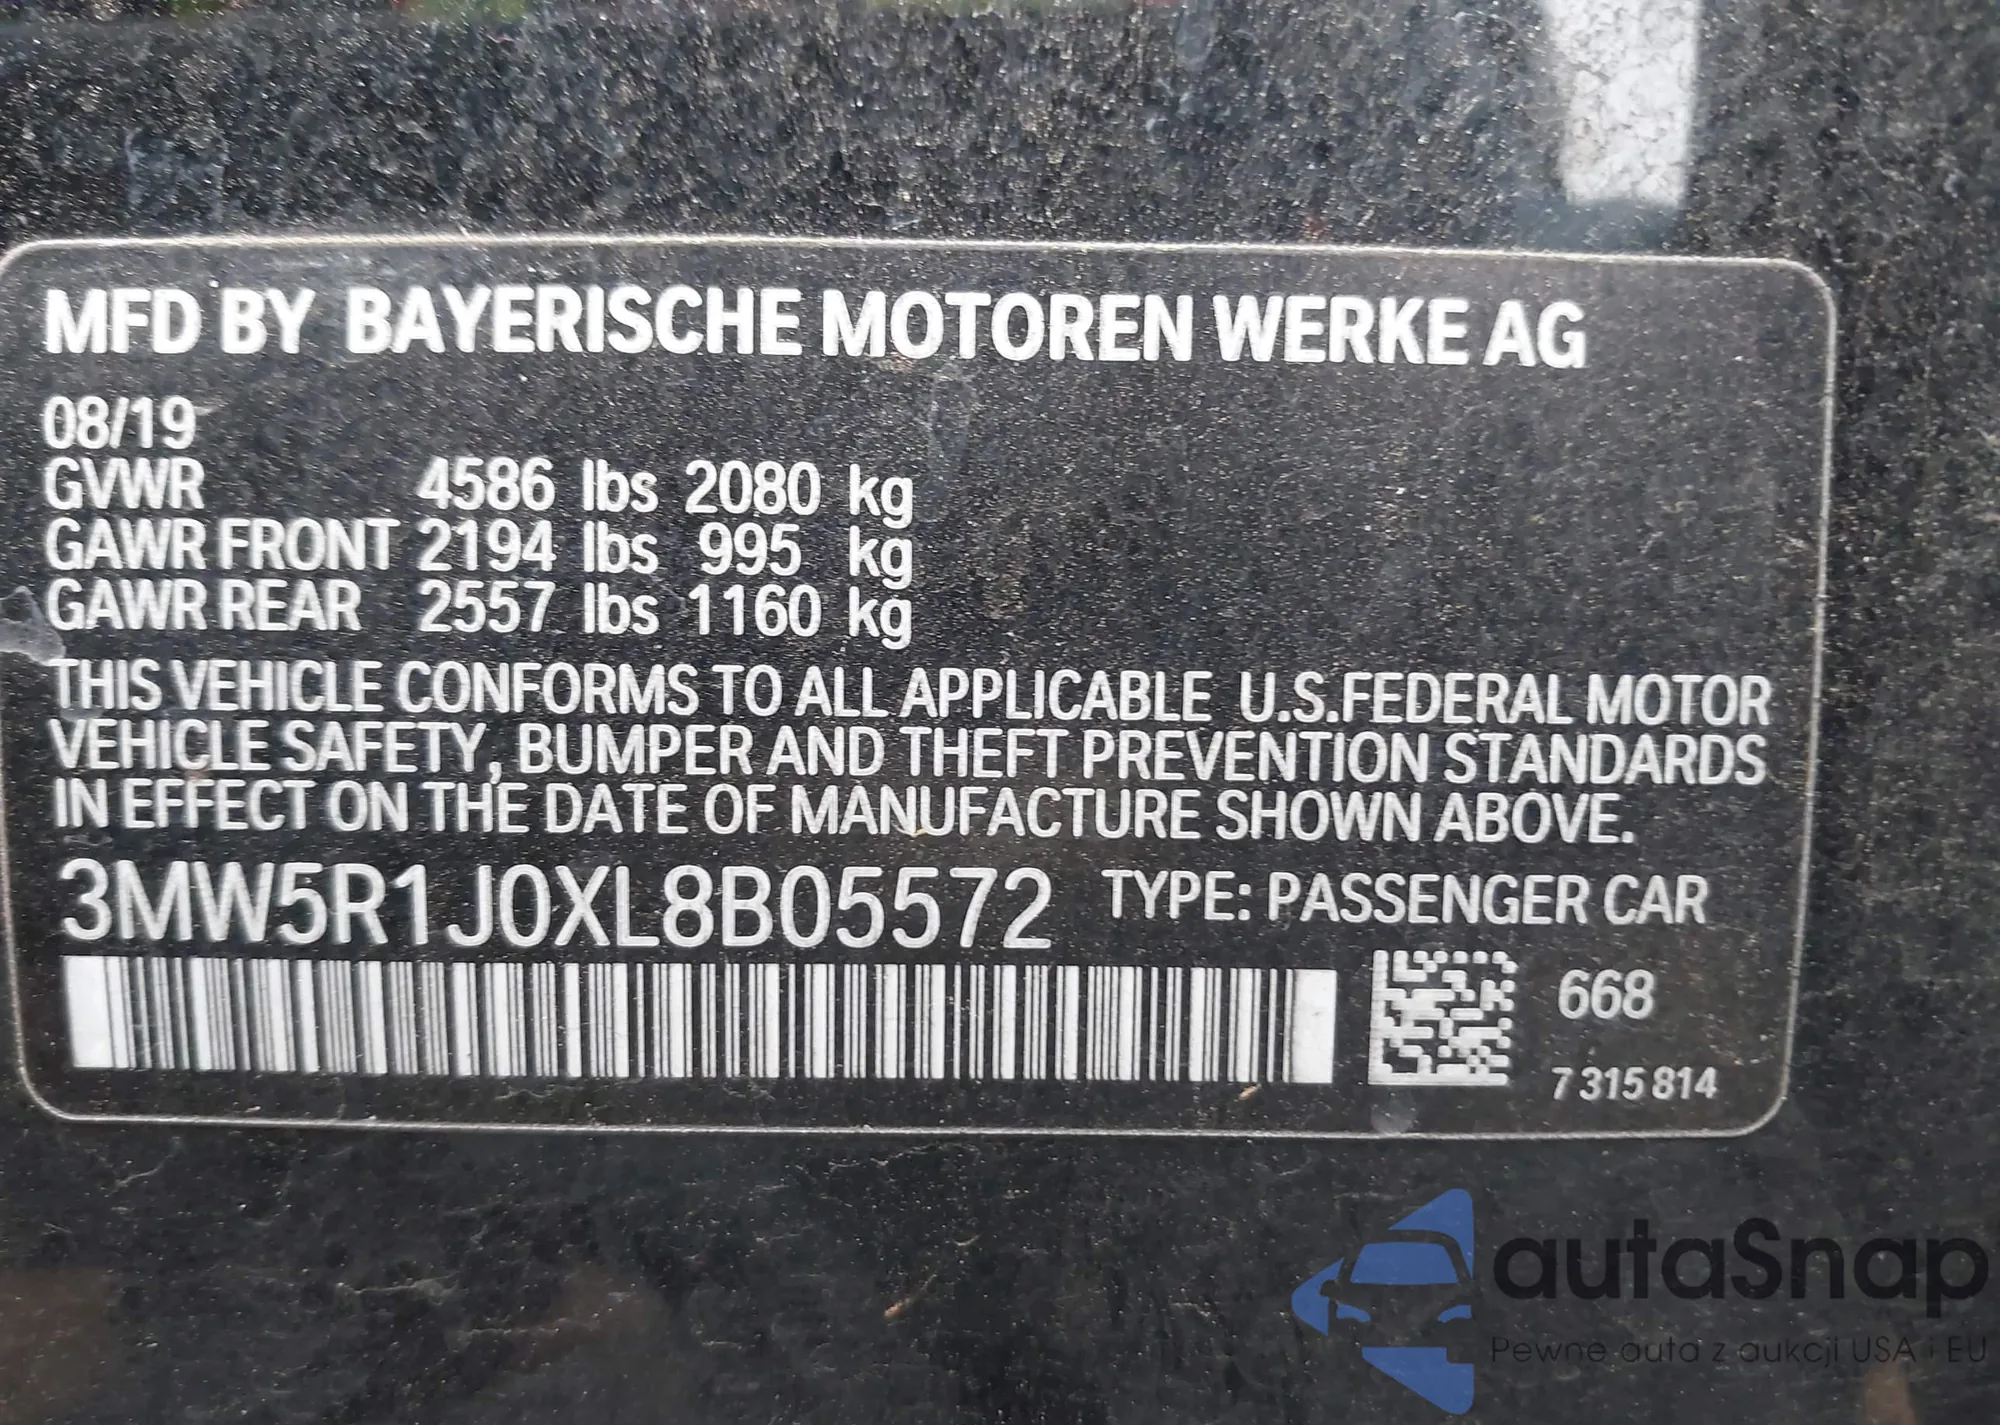 MFD BY BAYERISCHE MOTOREN WERKE AG
08/19
GVWR 4586 lbs 2080 kg
GAWR FRONT 2194 lbs 995 kg
GAWR REAR 2557 lbs 1160 kg
THIS VEHICLE CONFORMS TO ALL APPLICABLE U.S.FEDERAL MOTOR
VEHICLE SAFETY, BUMPER AND THEFT PREVENTION STANDARDS
IN EFFECT ON THE DATE OF MANUFACTURE SHOWN ABOVE.
3MW5R1J0XL8B05572 TYPE: PASSENGER CAR
668
7 315 814
autaSnap
Pewne auta z aukcji USA i EU